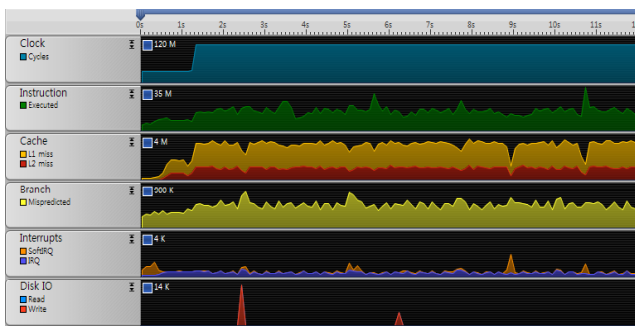 0s 1s 2s 3s 4s 5s 6s 7s 8s 9s 10s 11s 1
Clock
Cycles
120 M
Instruction
Executed
35 M
Cache
L1 miss
L2 miss
4 M
Branch
Mispredicted
900 K
Interrupts
SoftIRQ
IRQ
4 K
Disk IO
Read
Write
14 K